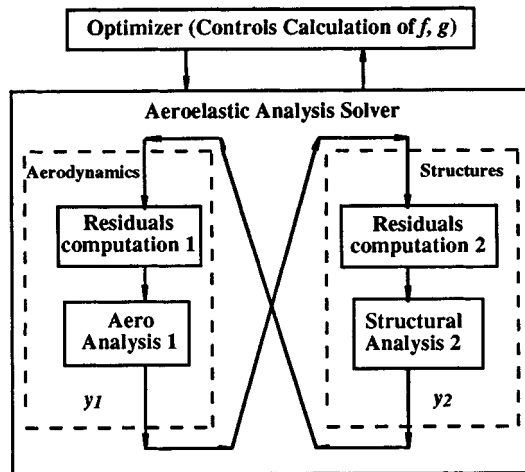 Optimizer (Controls Calculation of f, g)
Aeroelastic Analysis Solver
Aerodynamics
Residuals
computation 1
Aero
Analysis 1
y1
Structures
Residuals
computation 2
Structural
Analysis 2
y2